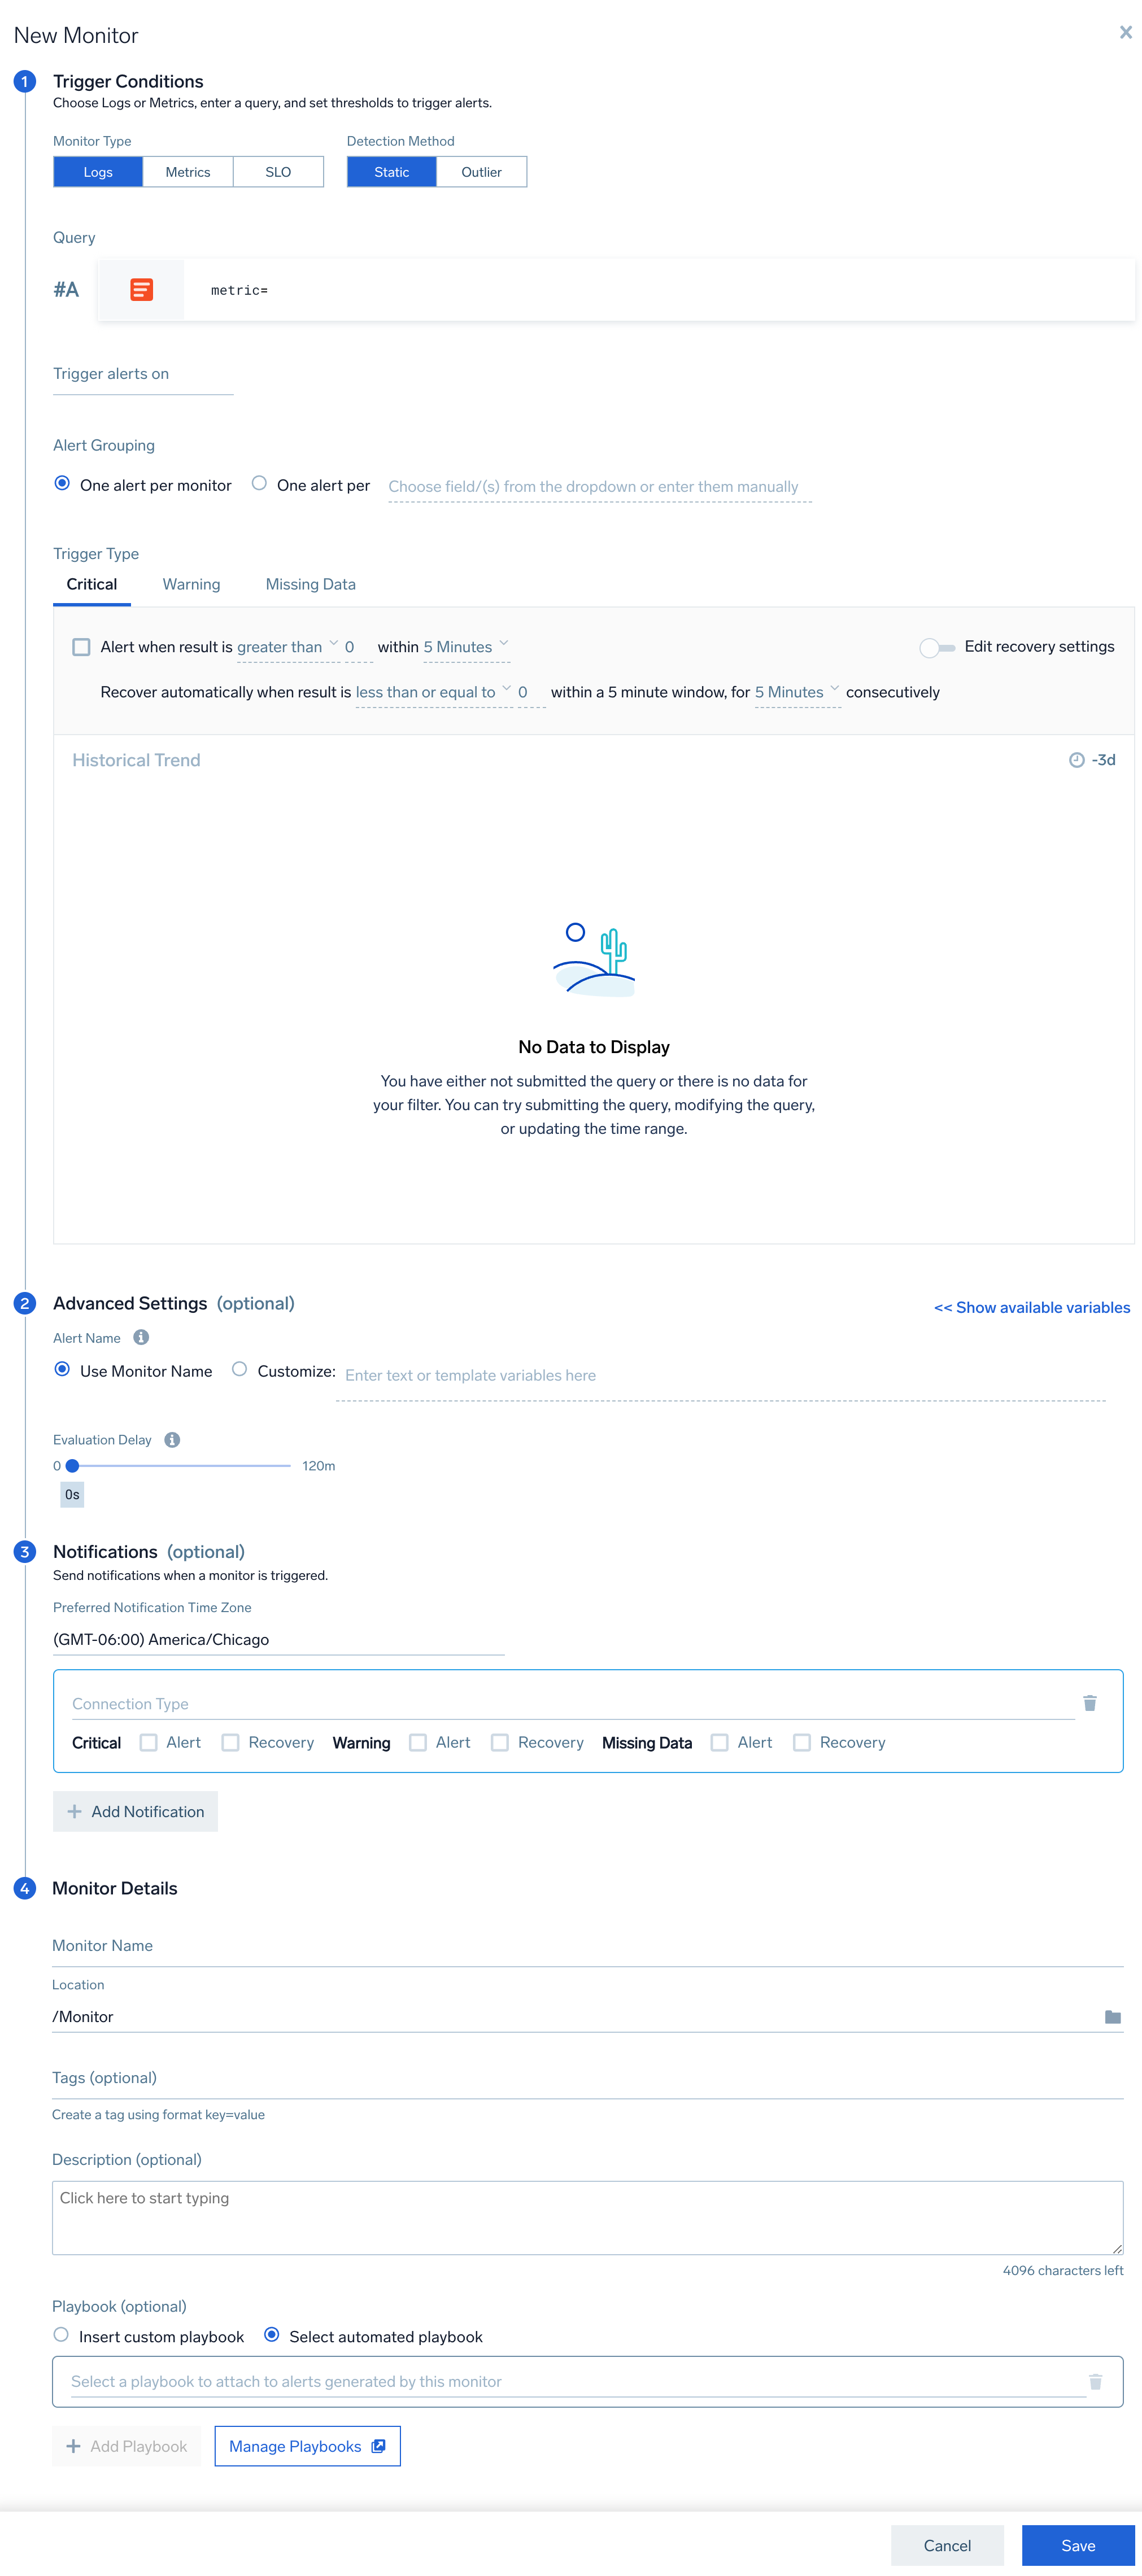 New Monitor
1 Trigger Conditions
Choose Logs or Metrics, enter a query, and set thresholds to trigger alerts.
Monitor Type Detection Method
Logs Metrics SLO Static Outlier
Query
#A metric=
Trigger alerts on
Alert Grouping
One alert per monitor One alert per Choose field/(s) from the dropdown or enter them manually
Trigger Type
Critical Warning Missing Data
Alert when result is greater than 0 within 5 Minutes Edit recovery settings
Recover automatically when result is less than or equal to 0 within a 5 minute window, for 5 Minutes consecutively
Historical Trend -3d
No Data to Display
You have either not submitted the query or there is no data for
your filter. You can try submitting the query, modifying the query,
or updating the time range.
2 Advanced Settings (optional)
<< Show available variables
Alert Name
Use Monitor Name Customize: Enter text or template variables here
Evaluation Delay
0 120m
0s
3 Notifications (optional)
Send notifications when a monitor is triggered.
Preferred Notification Time Zone
(GMT-06:00) America/Chicago
Connection Type
Critical Alert Recovery Warning Alert Recovery Missing Data Alert Recovery
+ Add Notification
4 Monitor Details
Monitor Name
Location
/Monitor
Tags (optional)
Create a tag using format key=value
Description (optional)
Click here to start typing
4096 characters left
Playbook (optional)
Insert custom playbook Select automated playbook
Select a playbook to attach to alerts generated by this monitor
+ Add Playbook Manage Playbooks
Cancel Save